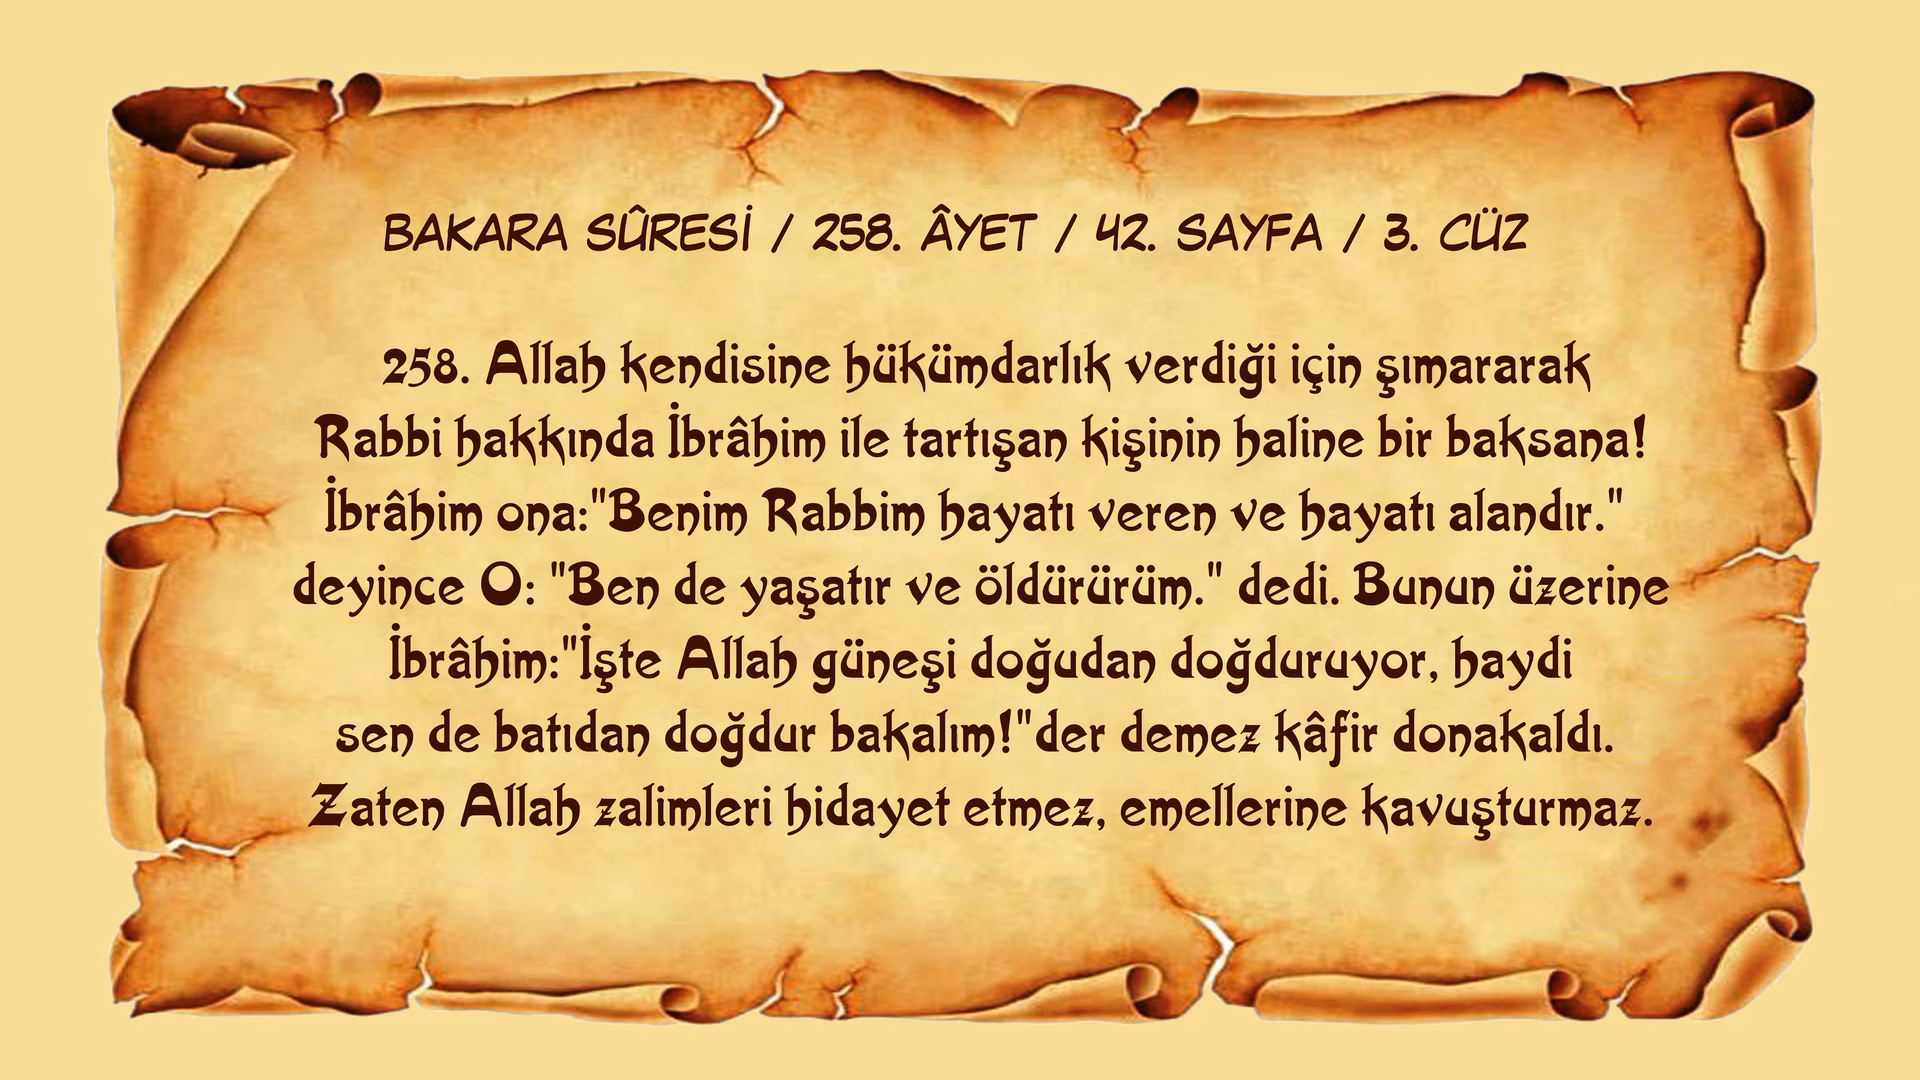 BAKARA SÛRESİ / 258. ÂYET / 42. SAYFA / 3. CÜZ
258. Allah kendisine hükümdarlık verdiği için şımararak
Rabbi hakkında İbrâhim ile tartışan kişinin haline bir baksana!
İbrâhim ona:"Benim Rabbim hayatı veren ve hayatı alandır."
deyince O: "Ben de yaşatır ve öldürürüm." dedi. Bunun üzerine
İbrâhim:"İşte Allah güneşi doğudan doğduruyor, haydi
sen de batıdan doğdur bakalım!"der demez kâfir donakaldı.
Zaten Allah zalimleri hidayet etmez, emellerine kavuşturmaz.